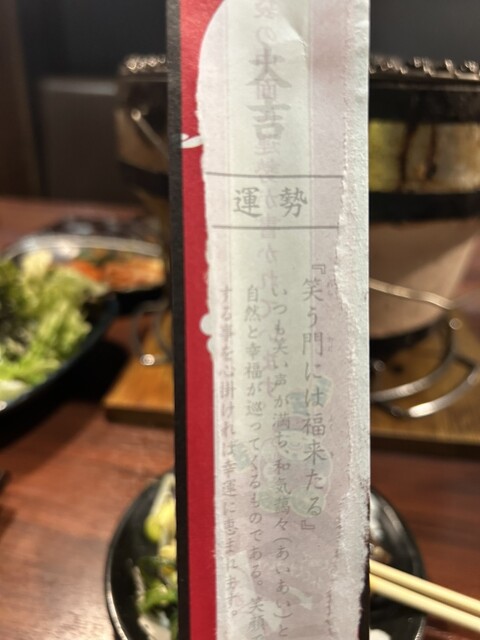 大吉
運勢
『笑う門には福来たる』
いつも笑い声が満ち、和気藹々(あいあい)と
自然と幸福が巡ってくるものである。笑顔
する事を心掛ければ幸運に恵まれます。